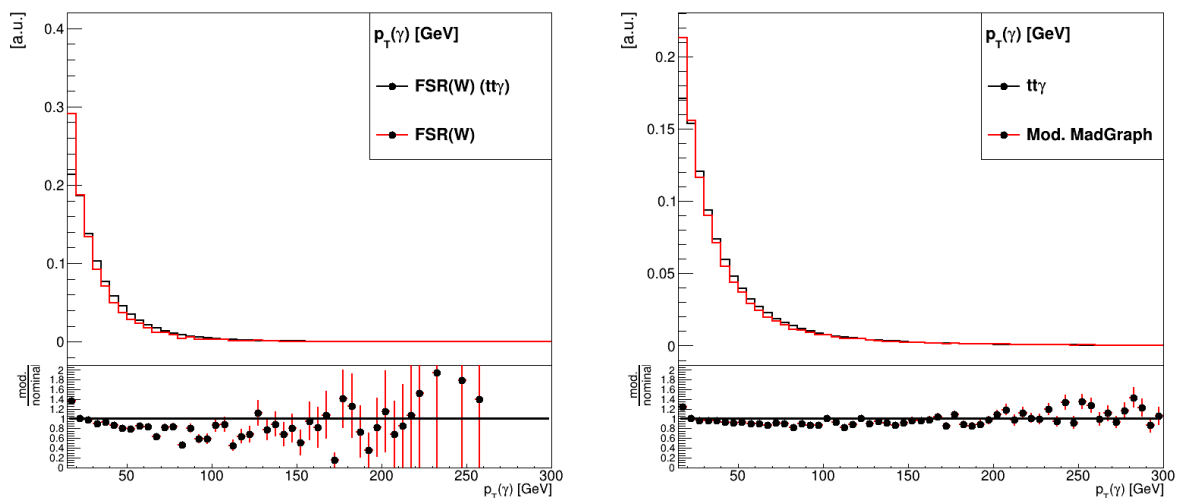 [a.u.]
0.4
0.3
0.2
0.1
0
p_T(γ) [GeV]
FSR(W) (ttγ)
FSR(W)
mod.
nominal
2
1.8
1.6
1.4
1.2
1
0.8
0.6
0.4
0.2
0
50 100 150 200 250 300
p_T(γ) [GeV]
[a.u.]
0.2
0.15
0.1
0.05
0
p_T(γ) [GeV]
ttγ
Mod. MadGraph
mod.
nominal
2
1.8
1.6
1.4
1.2
1
0.8
0.6
0.4
0.2
0
50 100 150 200 250 300
p_T(γ) [GeV]